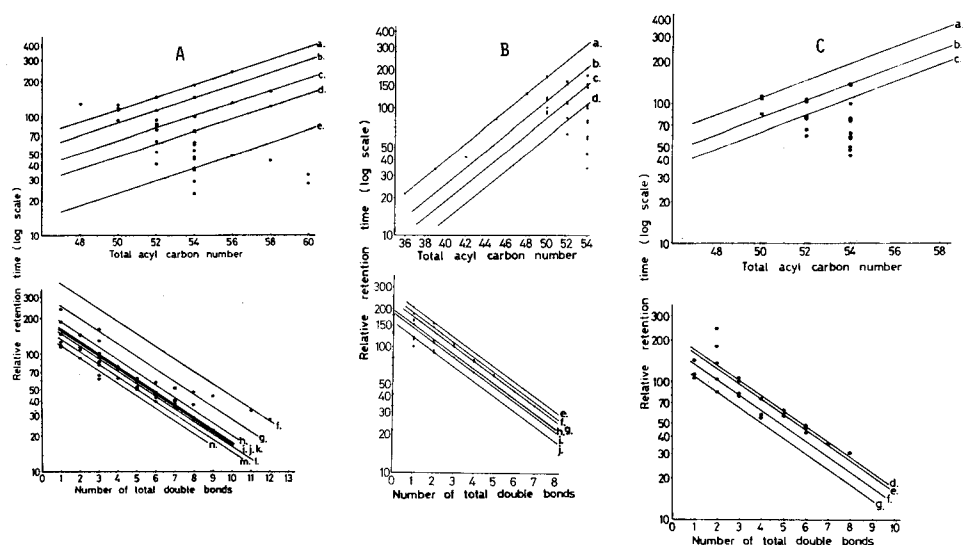 A
400
300
200
150
100
70
50
40
30
20
10
48 50 52 54 56 58 60
Total acyl carbon number
a.
b.
c.
d.
e.
B
300
200
150
100
70
50
40
30
20
10
36 38 40 42 44 46 48 50 52 54
Total acyl carbon number
a.
b.
c.
d.
C
400
300
200
150
100
70
50
40
30
20
10
48 50 52 54 56 58
Total acyl carbon number
a.
b.
c.
Relative retention time (log scale)
300
200
150
100
70
50
40
30
20
10
1 2 3 4 5 6 7 8 9 10 11 12 13
Number of total double bonds
f.
g.
h.
i. j. k.
m. l.
n.
Relative retention time (log scale)
300
200
150
100
70
50
40
30
20
10
0 1 2 3 4 5 6 7 8
Number of total double bonds
e.
f.
g.
h.
i.
j.
Relative retention time (log scale)
300
200
150
100
70
50
40
30
20
10
1 2 3 4 5 6 7 8 9 10
Number of total double bonds
d.
e.
f.
g.